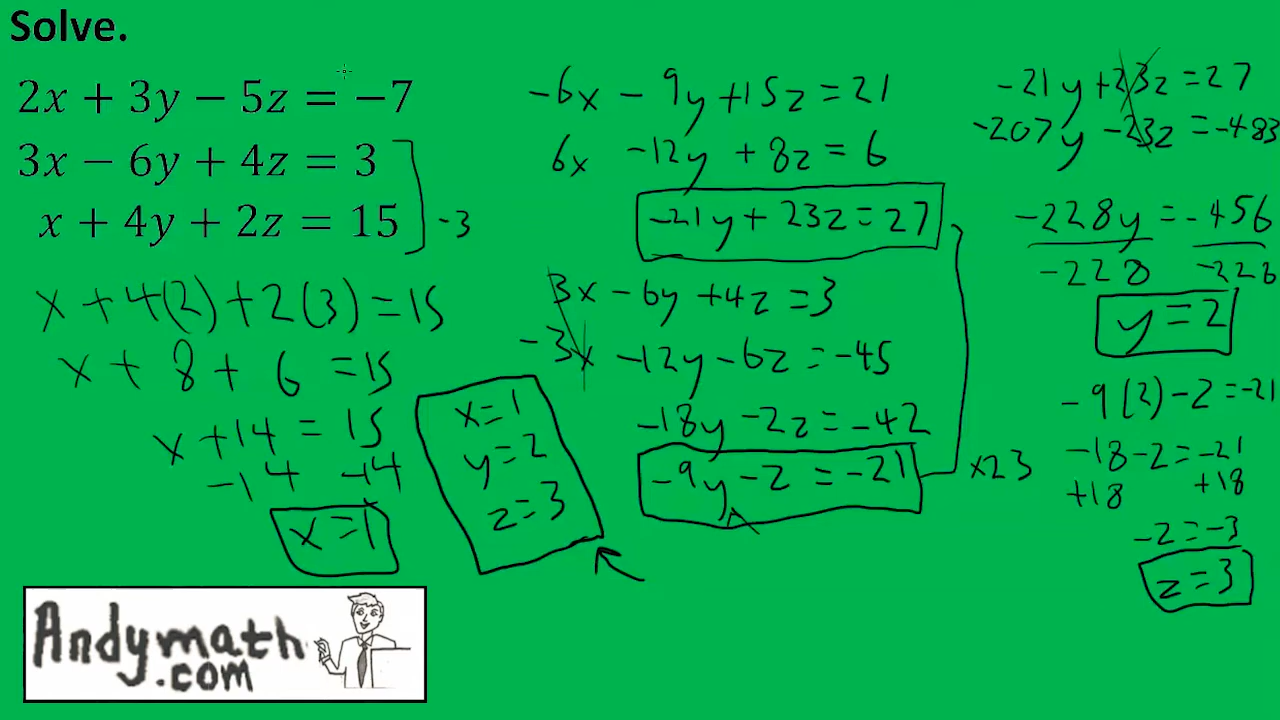 Solve.
2x + 3y − 5z = −7
3x − 6y + 4z = 3
x + 4y + 2z = 15
-3
x + 4(2) + 2(3) = 15
x + 8 + 6 = 15
x + 14 = 15
-14 -14
x = 1
x = 1
y = 2
z = 3
-6x - 9y + 15z = 21
6x - 12y + 8z = 6
-21y + 23z = 27
3x - 6y + 4z = 3
-3x - 12y - 6z = -45
-18y - 2z = -42
-9y - z = -21
x23
-21y + 23z = 27
-207y - 23z = -483
-228y = -456
-228 -228
y = 2
-9(2) - z = -21
-18 - z = -21
+18 +18
-z = -3
z = 3
Andymath
.com